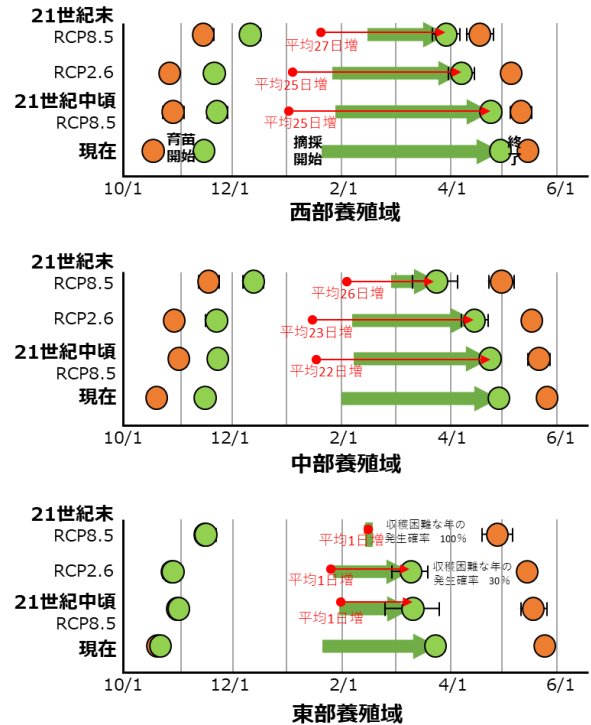 21世紀末
RCP8.5
平均27日増
RCP2.6
平均25日増
21世紀中頃
RCP8.5
平均25日増
現在
育苗
開始
摘採
開始
終
了
10/1 12/1 2/1 4/1 6/1
西部養殖域
21世紀末
RCP8.5
平均26日増
RCP2.6
平均23日増
21世紀中頃
RCP8.5
平均22日増
現在
10/1 12/1 2/1 4/1 6/1
中部養殖域
21世紀末
RCP8.5
平均1日増
収穫困難な年の
発生確率 100%
RCP2.6
平均1日増
収穫困難な年の
発生確率 30%
21世紀中頃
RCP8.5
平均1日増
現在
10/1 12/1 2/1 4/1 6/1
東部養殖域